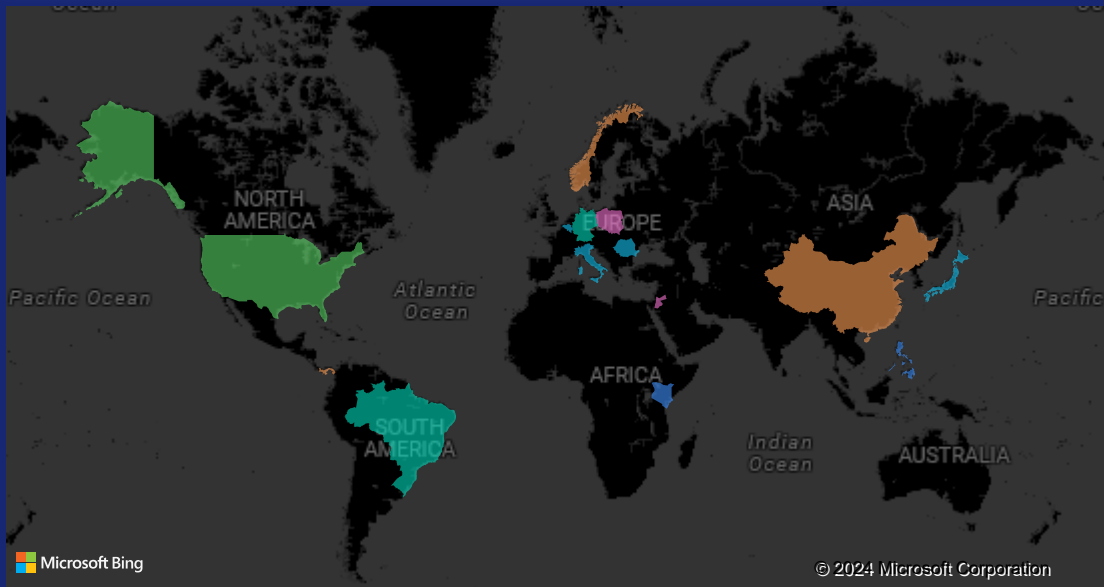 Ocean
NORTH
AMERICA
EUROPE
ASIA
Pacific Ocean
Atlantic
Ocean
Pacific
AFRICA
SOUTH
AMERICA
Indian
Ocean
AUSTRALIA
Microsoft Bing
© 2024 Microsoft Corporation